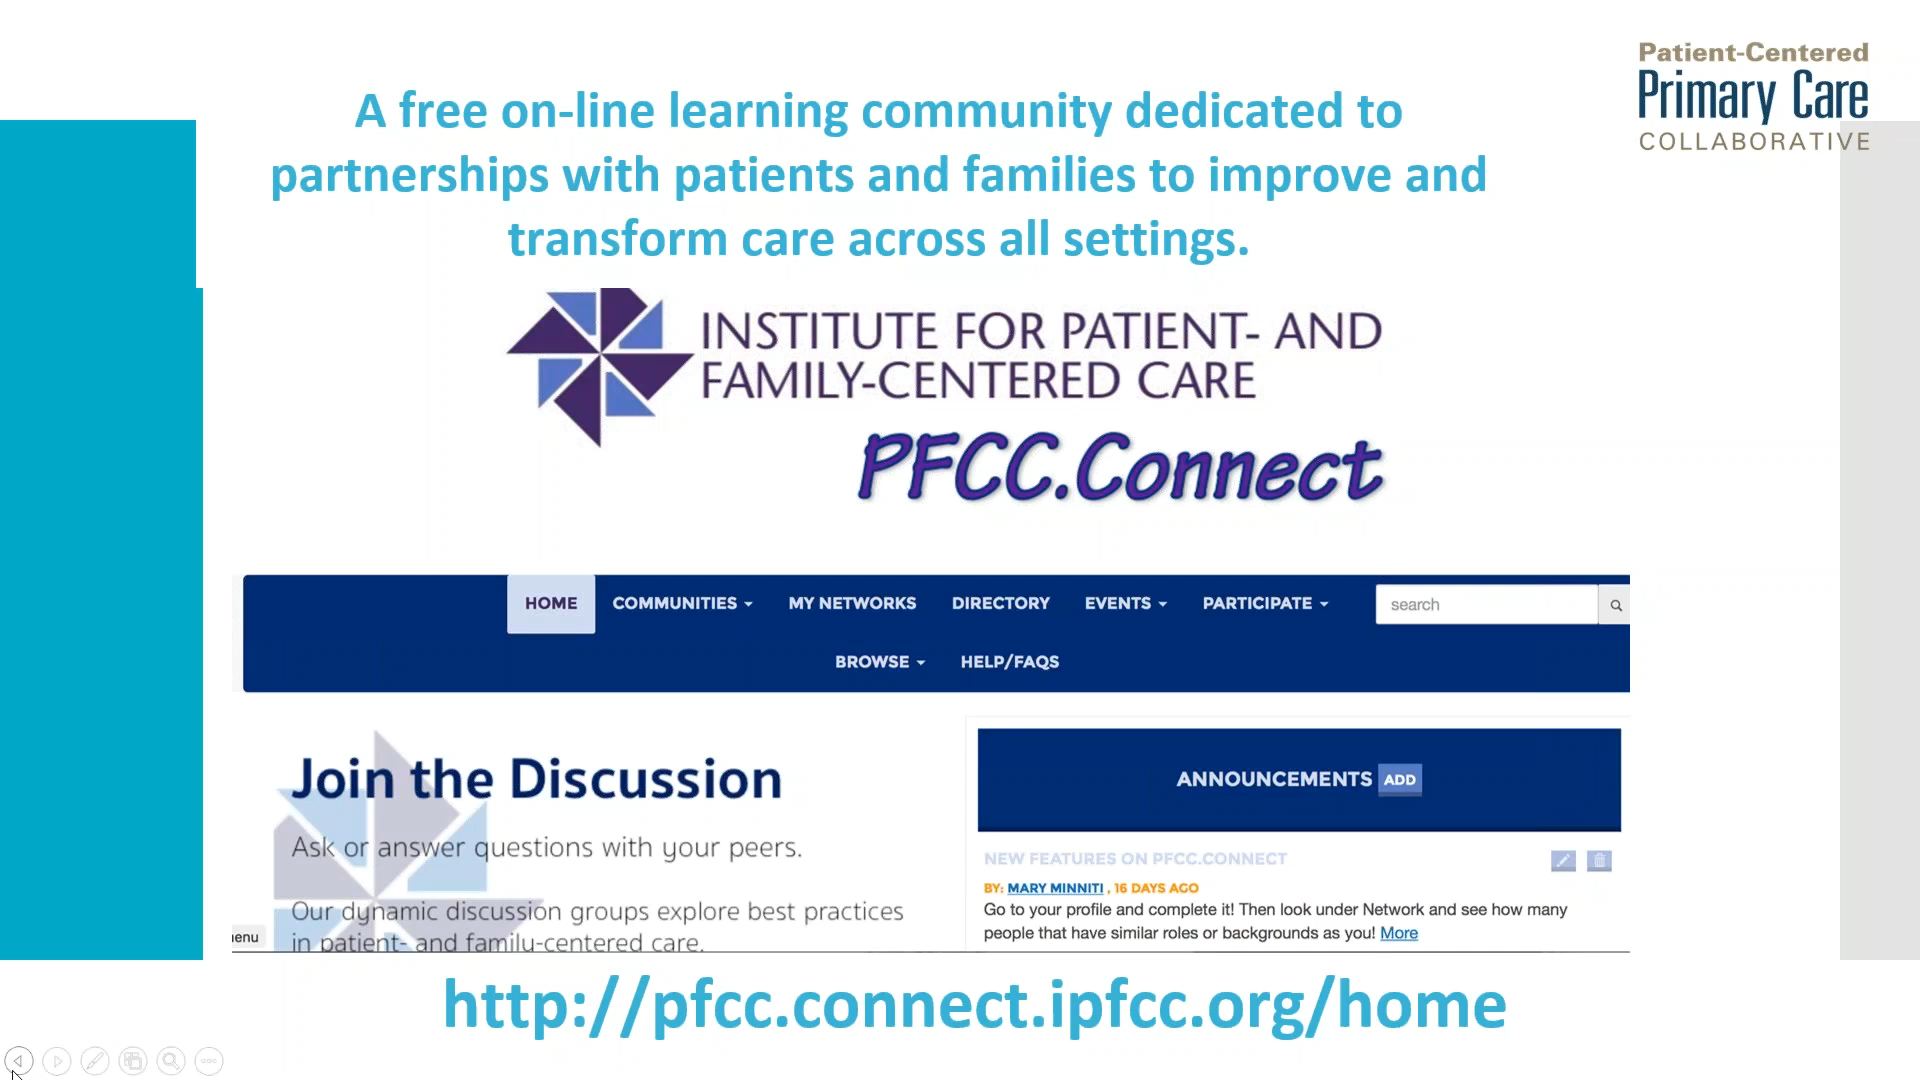 Patient-Centered
Primary Care
COLLABORATIVE
A free on-line learning community dedicated to
partnerships with patients and families to improve and
transform care across all settings.
INSTITUTE FOR PATIENT- AND
FAMILY-CENTERED CARE
PFCC.Connect
HOME COMMUNITIES MY NETWORKS DIRECTORY EVENTS PARTICIPATE search
BROWSE HELP/FAQS
Join the Discussion
Ask or answer questions with your peers.
Our dynamic discussion groups explore best practices
in patient- and family-centered care.
enu
ANNOUNCEMENTS ADD
NEW FEATURES ON PFCC.CONNECT
BY: MARY MINNITI , 16 DAYS AGO
Go to your profile and complete it! Then look under Network and see how many
people that have similar roles or backgrounds as you! More
http://pfcc.connect.ipfcc.org/home